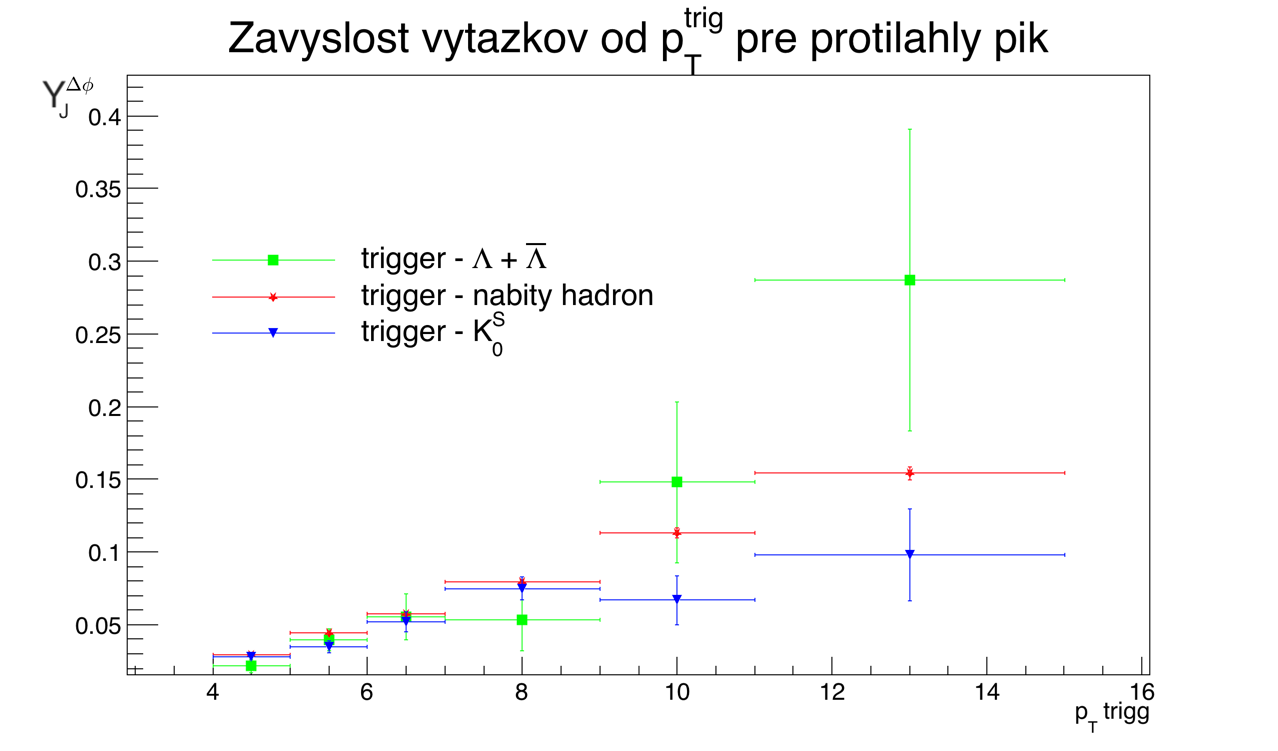 Zavyslost vytazkov od p_T^trig pre protilahly pik
Y_J^Δϕ
0.4
0.35
0.3
0.25
0.2
0.15
0.1
0.05
trigger - Λ + Λ̅
trigger - nabity hadron
trigger - K_0^S
4 6 8 10 12 14 16
p_T trigg